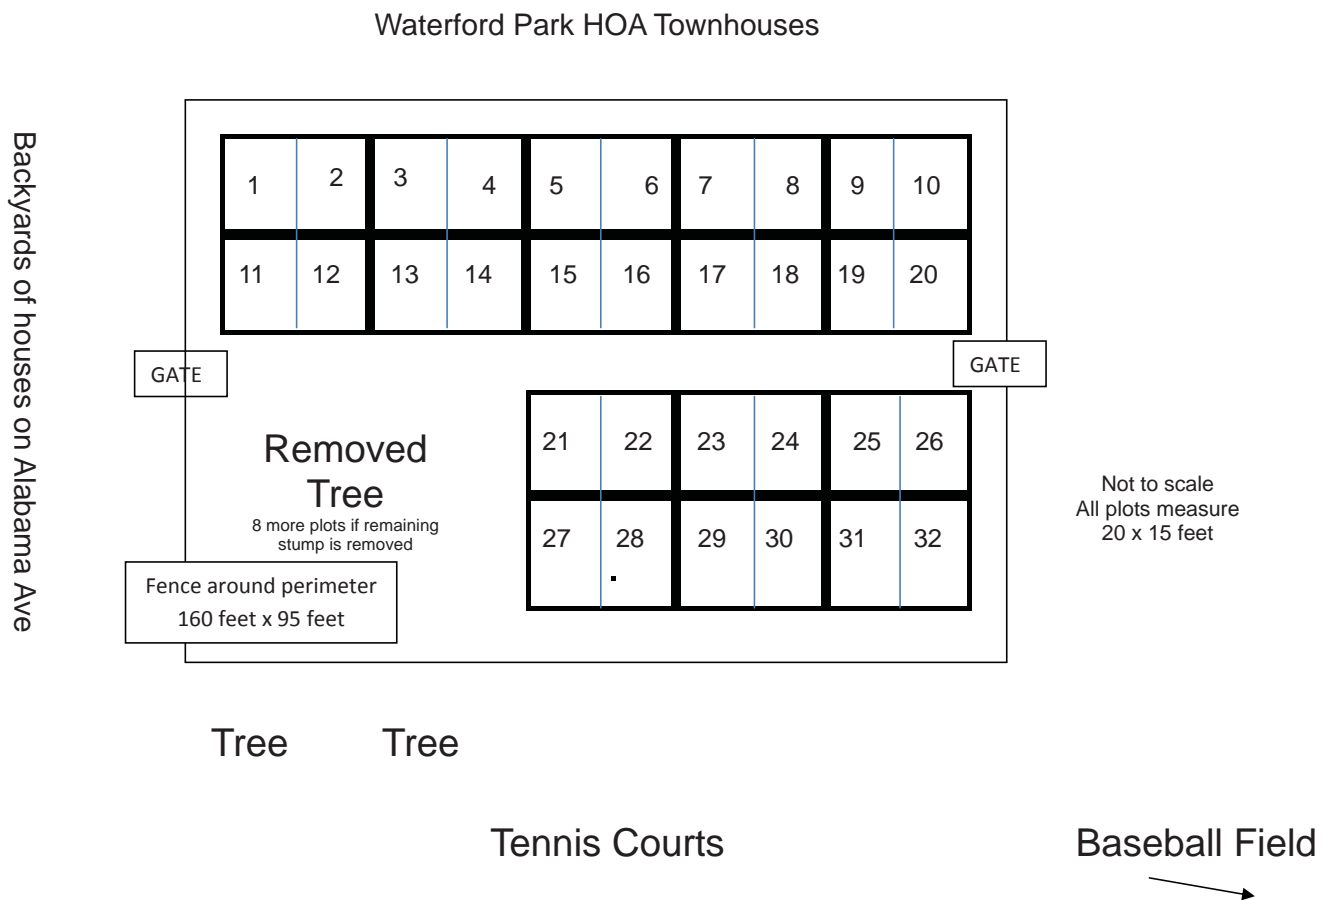 Waterford Park HOA Townhouses
Backyards of houses on Alabama Ave
1 2 3 4 5 6 7 8 9 10
11 12 13 14 15 16 17 18 19 20
GATE
GATE
21 22 23 24 25 26
Removed
Tree
8 more plots if remaining
stump is removed
27 28 29 30 31 32
Not to scale
All plots measure
20 x 15 feet
Fence around perimeter
160 feet x 95 feet
Tree Tree
Tennis Courts
Baseball Field